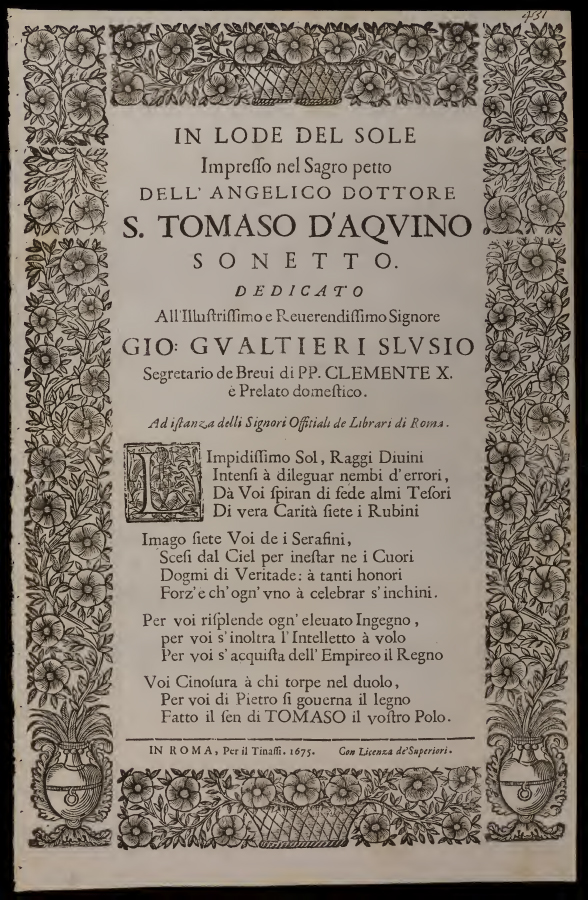 431
IN LODE DEL SOLE
Impreſſo nel Sagro petto
DELL' ANGELICO DOTTORE
S. TOMASO D'AQVINO
SONETTO.
DEDICATO
All'Illuſtriſſimo e Reuerendiſſimo Signore
GIO: GVALTIERI SLVSIO
Segretario de Breui di PP. CLEMENTE X.
è Prelato domeſtico.
Ad iſtanza delli Signori Offitiali de Librari di Roma.
LImpidiſſimo Sol, Raggi Diuini
Intenſi à dileguar nembi d'errori,
Dà Voi ſpiran di fede almi Teſori
Di vera Carità ſiete i Rubini
Imago ſiete Voi de i Serafini,
Sceſi dal Ciel per ineſtar ne i Cuori
Dogmi di Veritade: à tanti honori
Forz'e ch'ogn' vno à celebrar s'inchini.
Per voi riſplende ogn' eleuato Ingegno,
per voi s'inoltra l'Intelletto à volo
Per voi s'acquiſta dell'Empireo il Regno
Voi Cinoſura à chi torpe nel duolo,
Per voi di Pietro ſi gouerna il legno
Fatto il ſen di TOMASO il voſtro Polo.
IN ROMA, Per il Tinaſſi. 1675. Con Licenza de'Superiori.